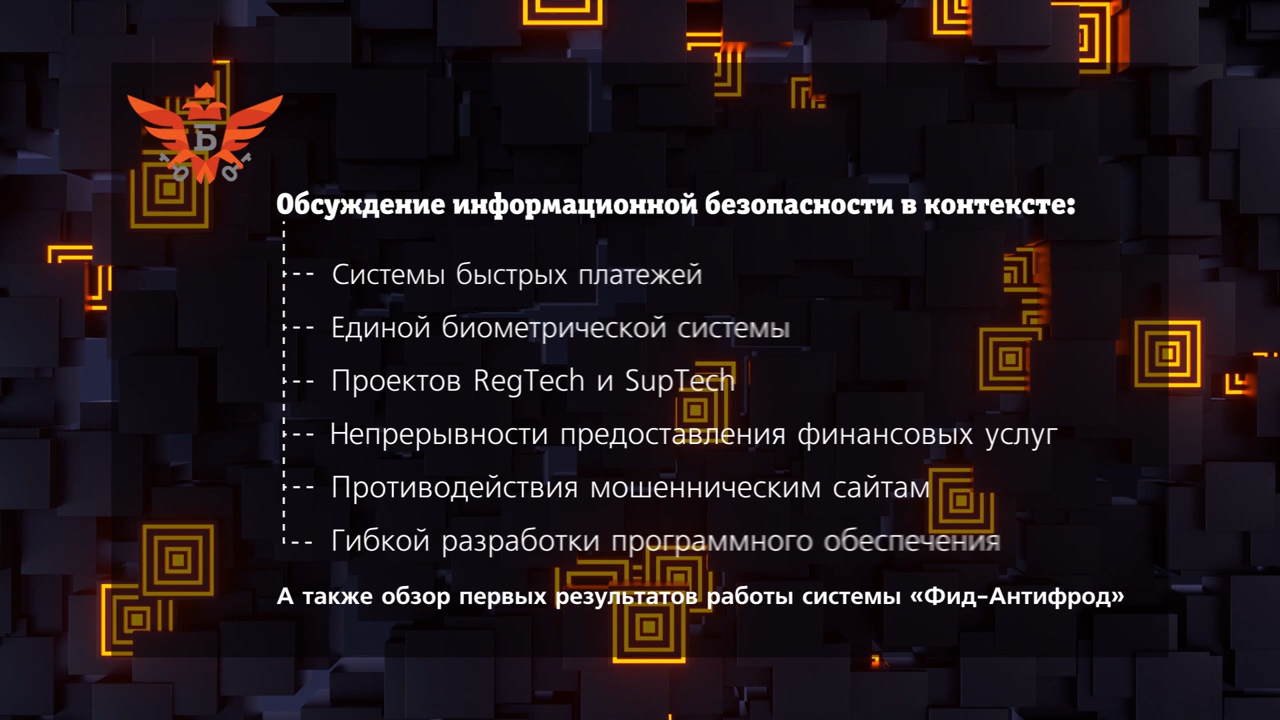 Б
Обсуждение информационной безопасности в контексте:
Системы быстрых платежей
Единой биометрической системы
Проектов RegTech и SupTech
Непрерывности предоставления финансовых услуг
Противодействия мошенническим сайтам
Гибкой разработки программного обеспечения
А также обзор первых результатов работы системы «Фид-Антифрод»